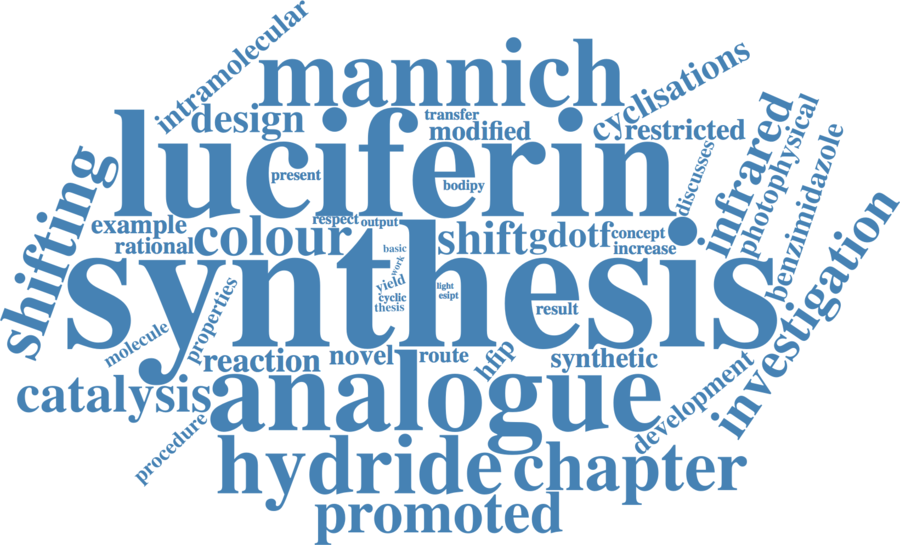 intramolecular
mannich
cyclisations
design
transfer
modified
restricted
luciferin
infrared
photophysical
benzimidazole
present
bodipy
discusses
shifting
example
respect
output
rational
colour
basic
work
shift
gdotf
concept
increase
synthesis
yield
cyclic
thesis
light
esipt
result
investigation
molecule
properties
reaction
novel
route
hfip
synthetic
catalysis
analogue
development
procedure
hydride
chapter
promoted